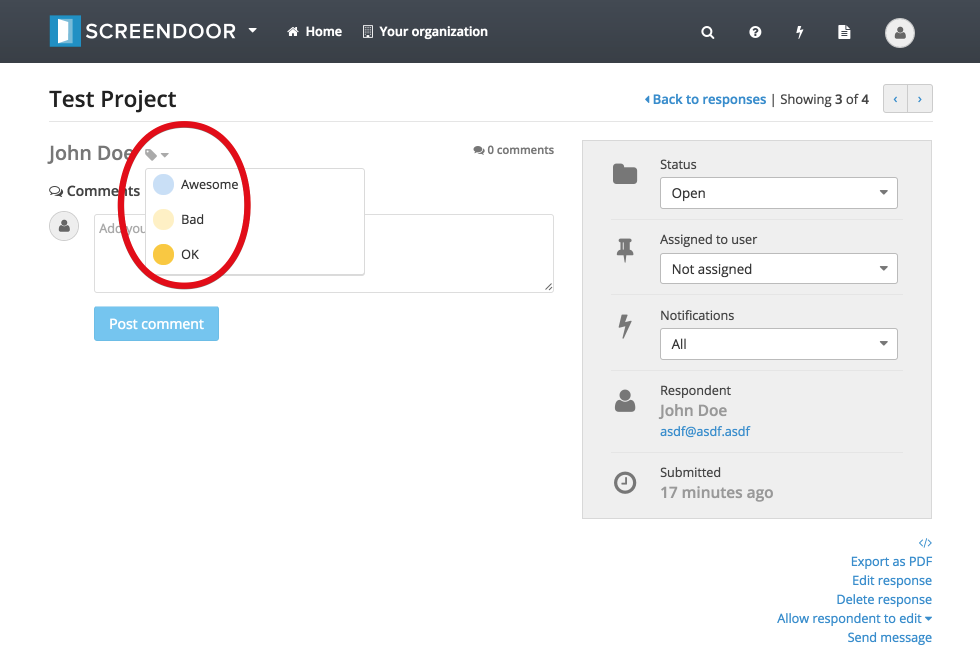 SCREENDOOR Home Your organization
Test Project
Back to responses | Showing 3 of 4
John Doe
0 comments
Comments
Awesome
Bad
OK
Add you
Post comment
Status
Open
Assigned to user
Not assigned
Notifications
All
Respondent
John Doe
asdf@asdf.asdf
Submitted
17 minutes ago
</>
Export as PDF
Edit response
Delete response
Allow respondent to edit
Send message